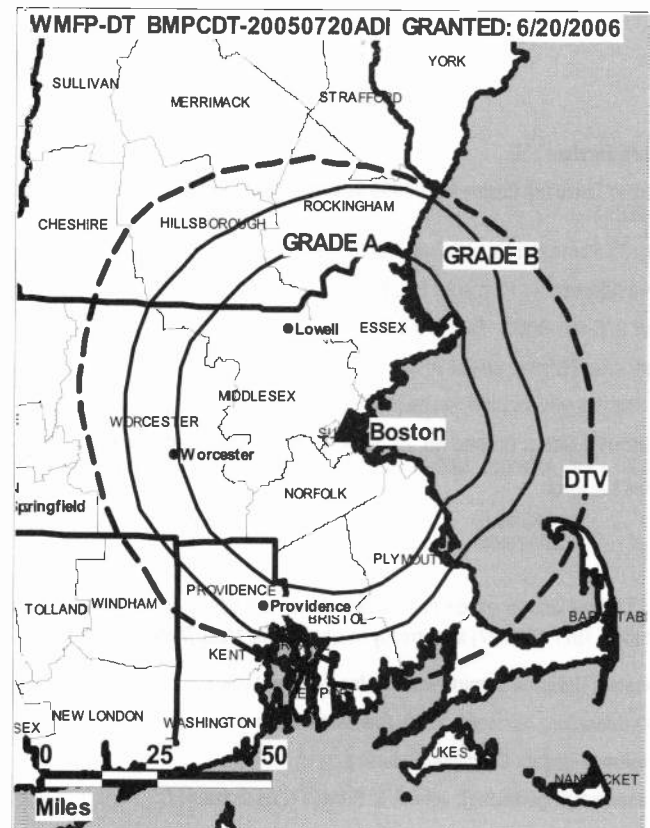 WMFP-DT BMPCDT-20050720ADI GRANTED: 6/20/2006
YORK
SULLIVAN
MERRIMACK
STRAFFORD
CHESHIRE
HILLSBOROUGH
ROCKINGHAM
GRADE A
GRADE B
Lowell
ESSEX
MIDDLESEX
WORCESTER
Boston
Worcester
DTV
NORFOLK
Springfield
PLYMOUTH
PROVIDENCE
TOLLAND
WINDHAM
Providence
BRISTOL
KENT
NEW LONDON
WASHINGTON
DUKES
NANTUCKET
0 25 50
Miles